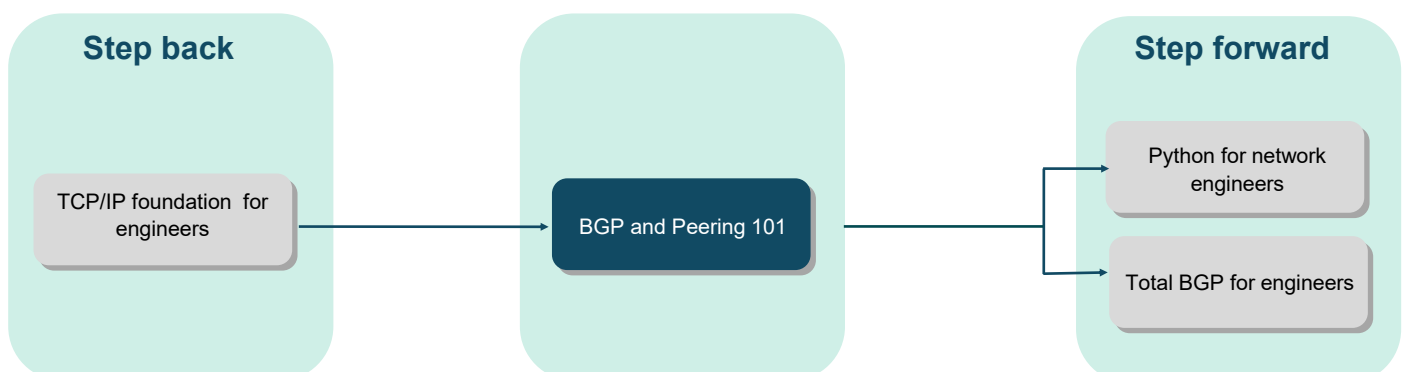 Step back
TCP/IP foundation for
engineers
BGP and Peering 101
Step forward
Python for network
engineers
Total BGP for engineers